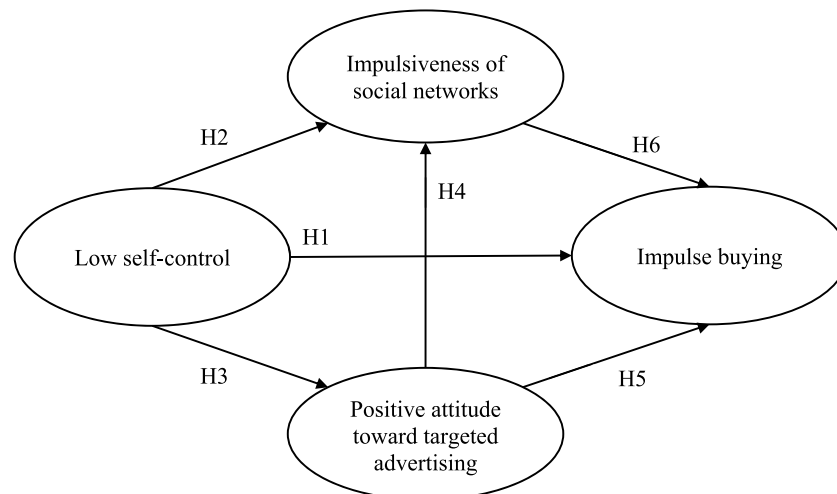 Impulsiveness of
social networks
H2
H6
H4
Low self-control
H1
Impulse buying
H3
H5
Positive attitude
toward targeted
advertising